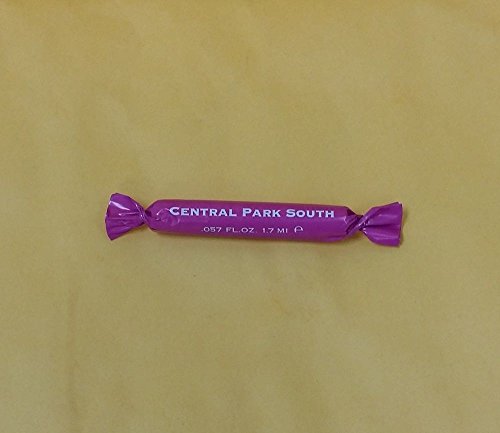 CENTRAL PARK SOUTH
.057 FL.OZ. 1.7 Ml ℮